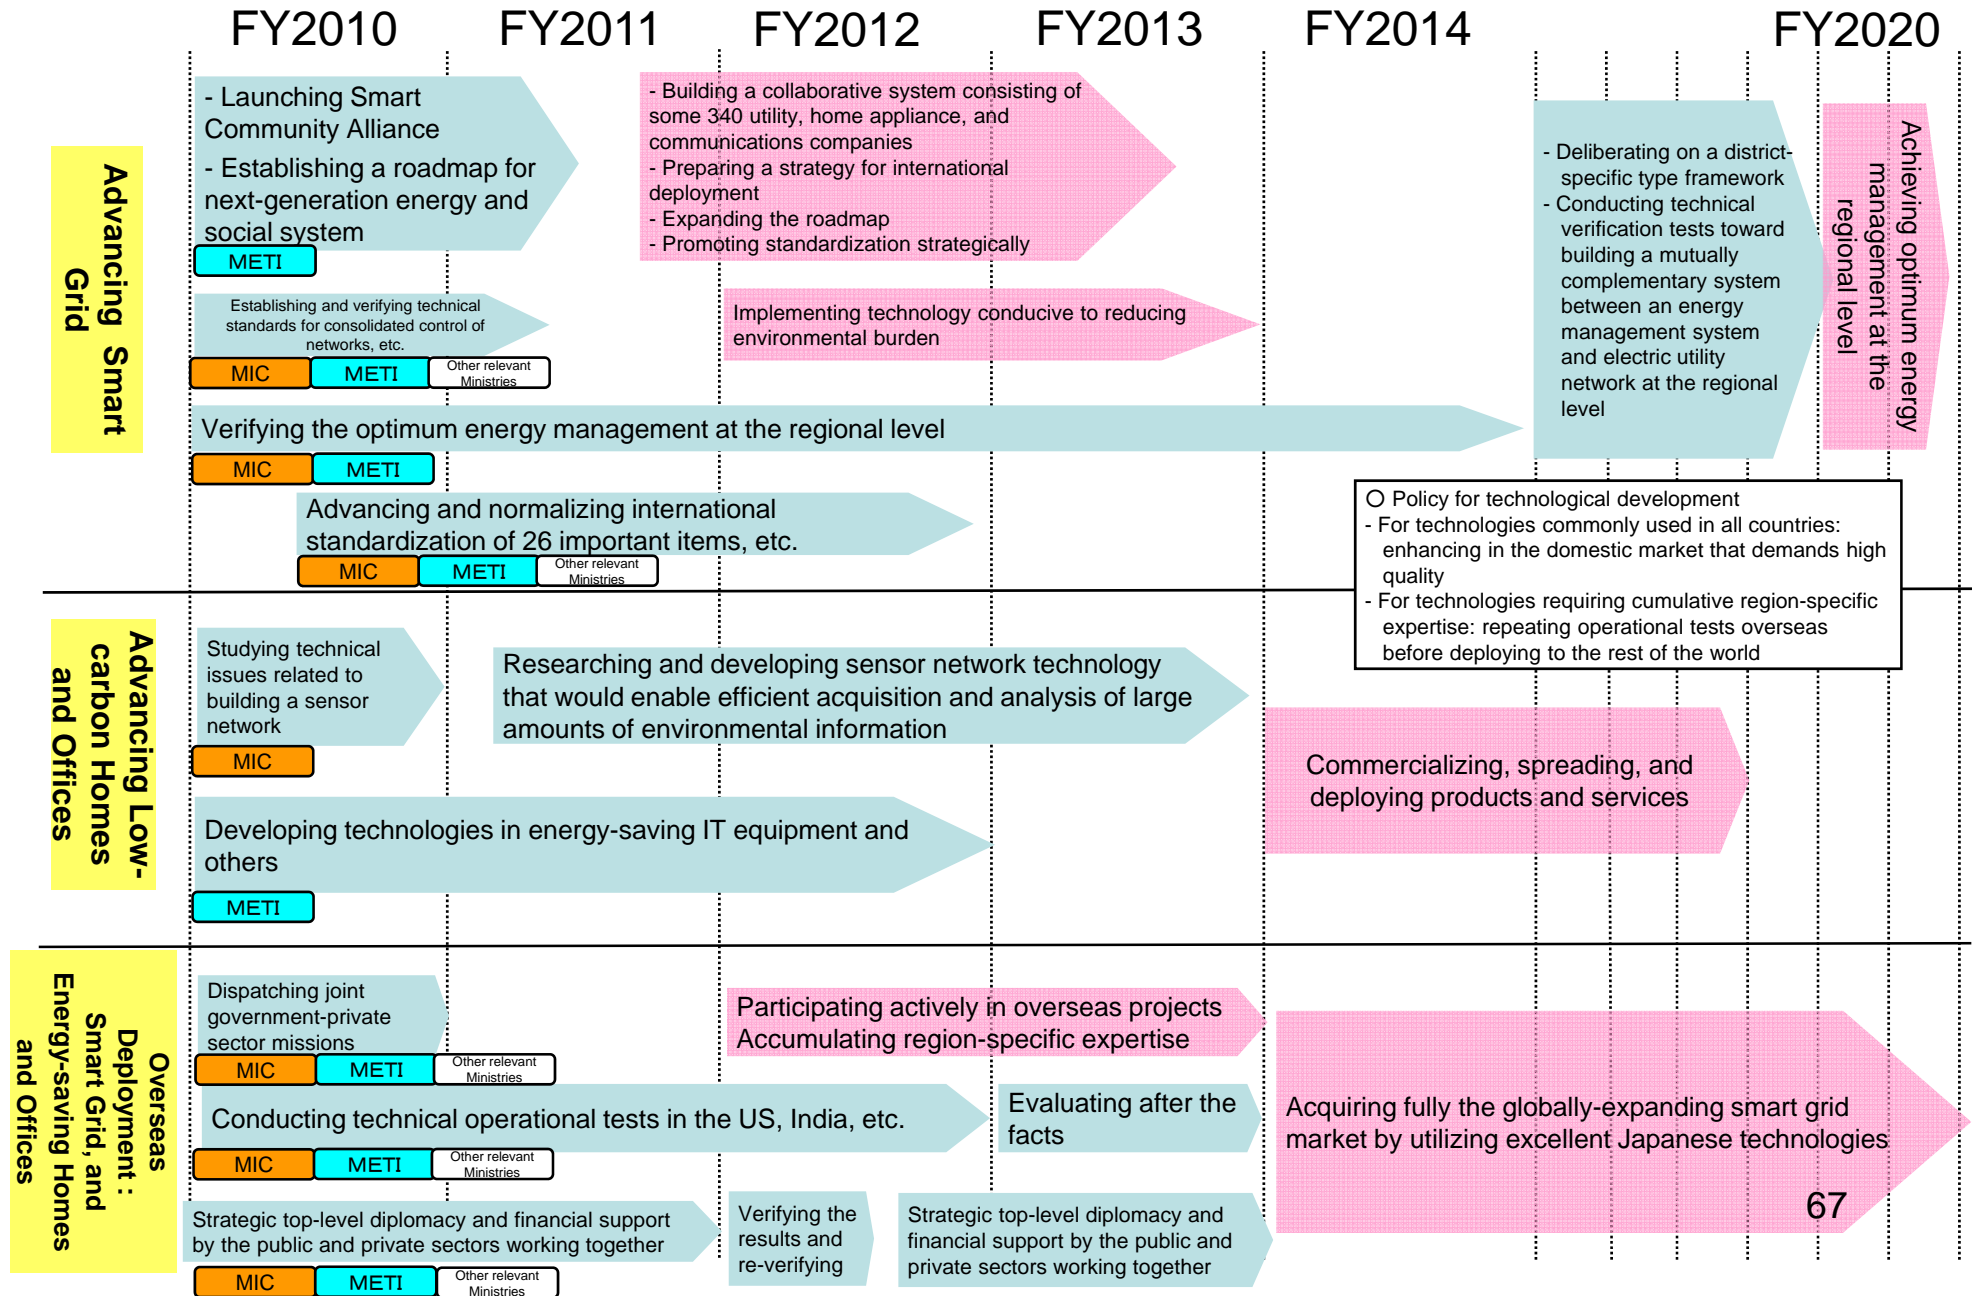 FY2010
FY2011
FY2012
FY2013
FY2014
FY2020
Advancing Smart
Grid
- Launching Smart
Community Alliance
- Establishing a roadmap for
next-generation energy and
social system
METI
- Building a collaborative system consisting of
some 340 utility, home appliance, and
communications companies
- Preparing a strategy for international
deployment
- Expanding the roadmap
- Promoting standardization strategically
- Deliberating on a district-
specific type framework
- Conducting technical
verification tests toward
building a mutually
complementary system
between an energy
management system
and electric utility
network at the regional
level
Achieving optimum energy
management at the
regional level
Establishing and verifying technical
standards for consolidated control of
networks, etc.
MIC
METI
Other relevant
Ministries
Implementing technology conducive to reducing
environmental burden
Verifying the optimum energy management at the regional level
MIC
METI
Advancing and normalizing international
standardization of 26 important items, etc.
MIC
METI
Other relevant
Ministries
○ Policy for technological development
- For technologies commonly used in all countries:
enhancing in the domestic market that demands high
quality
- For technologies requiring cumulative region-specific
expertise: repeating operational tests overseas
before deploying to the rest of the world
Advancing Low-
carbon Homes
and Offices
Studying technical
issues related to
building a sensor
network
MIC
Researching and developing sensor network technology
that would enable efficient acquisition and analysis of large
amounts of environmental information
Commercializing, spreading, and
deploying products and services
Developing technologies in energy-saving IT equipment and
others
METI
Overseas
Deployment :
Smart Grid, and
Energy-saving Homes
and Offices
Dispatching joint
government-private
sector missions
MIC
METI
Other relevant
Ministries
Participating actively in overseas projects
Accumulating region-specific expertise
Conducting technical operational tests in the US, India, etc.
MIC
METI
Other relevant
Ministries
Evaluating after the
facts
Acquiring fully the globally-expanding smart grid
market by utilizing excellent Japanese technologies
Strategic top-level diplomacy and financial support
by the public and private sectors working together
MIC
METI
Other relevant
Ministries
Verifying the
results and
re-verifying
Strategic top-level diplomacy and
financial support by the public and
private sectors working together
67